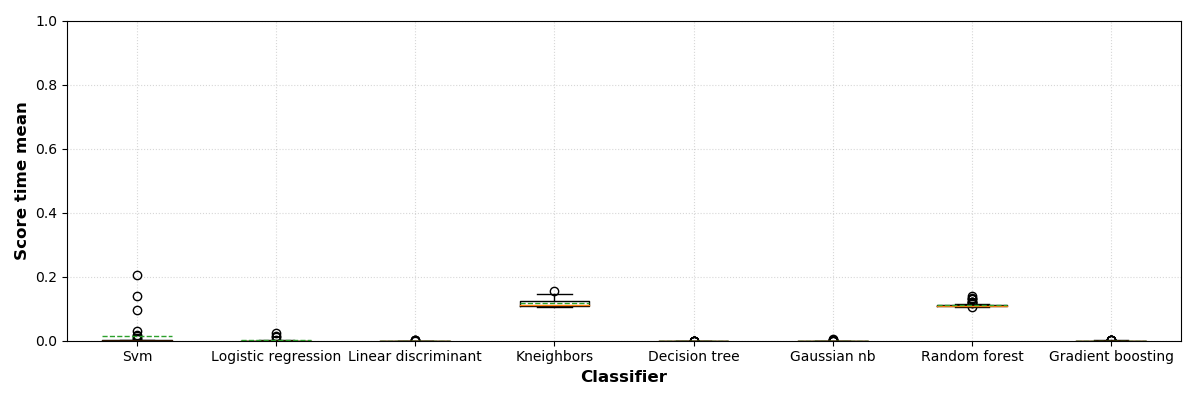 Score time mean
1.0
0.8
0.6
0.4
0.2
0.0
Svm Logistic regression Linear discriminant Kneighbors Decision tree Gaussian nb Random forest Gradient boosting
Classifier